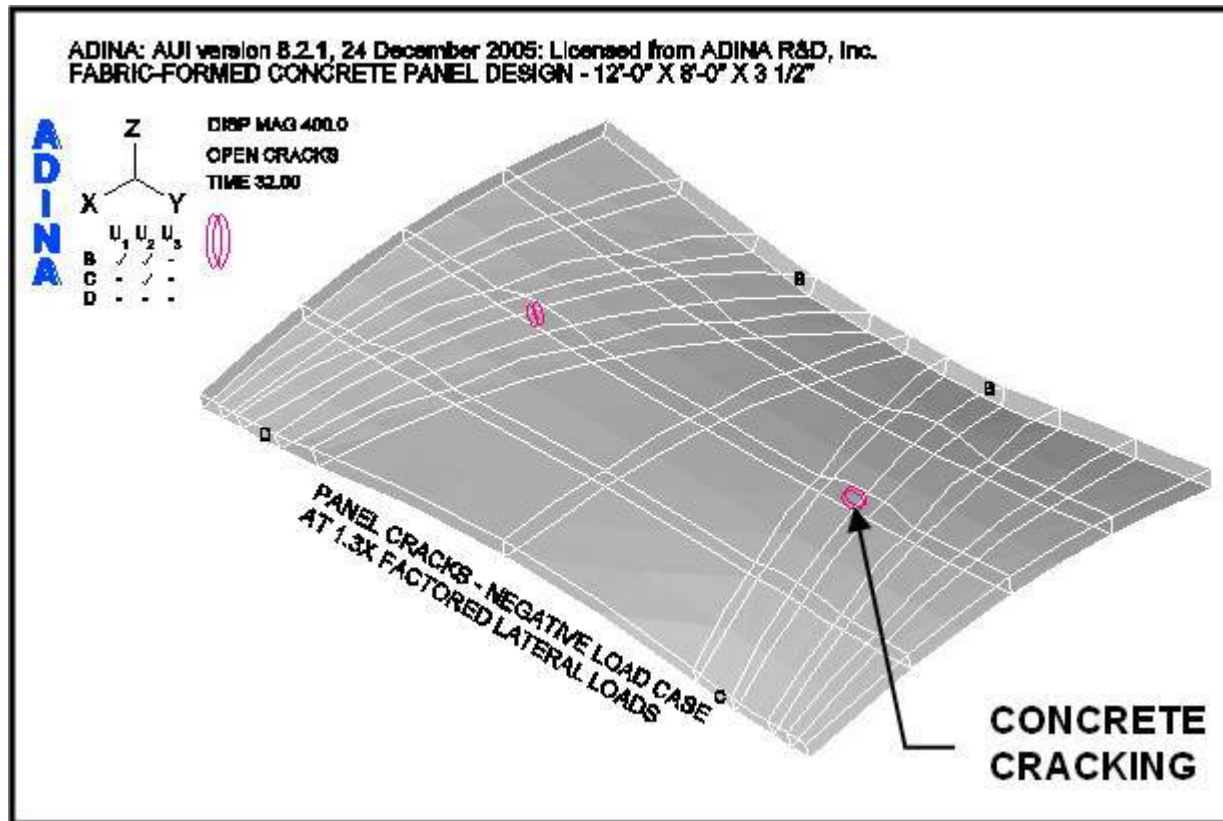 ADINA: AUI version 8.2.1, 24 December 2005: Licensed from ADINA R&D, Inc.
FABRIC-FORMED CONCRETE PANEL DESIGN - 12'-0" X 8'-0" X 3 1/2"
ADINA
Z
X
Y
DISP MAG 400.0
OPEN CRACKS
TIME 32.00
U1 U2 U3
B / / -
C - / -
D - - -
B
B
D
C
PANEL CRACKS - NEGATIVE LOAD CASE
AT 1.3X FACTORED LATERAL LOADS
CONCRETE
CRACKING